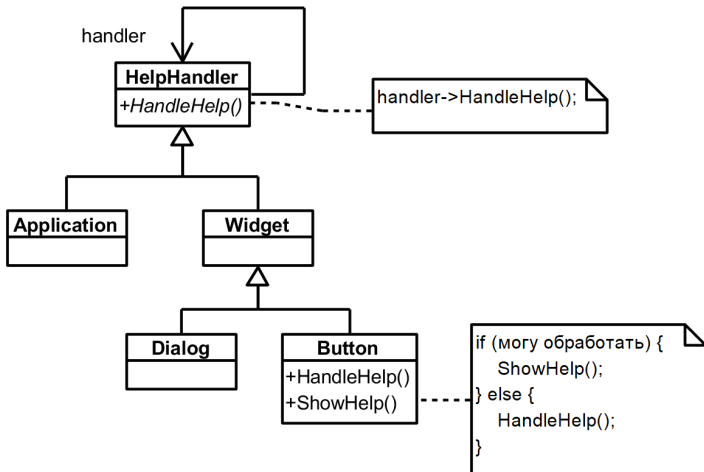 handler
HelpHandler
+HandleHelp()
handler->HandleHelp();
Application
Widget
Dialog
Button
+HandleHelp()
+ShowHelp()
if (могу обработать) {
ShowHelp();
} else {
HandleHelp();
}